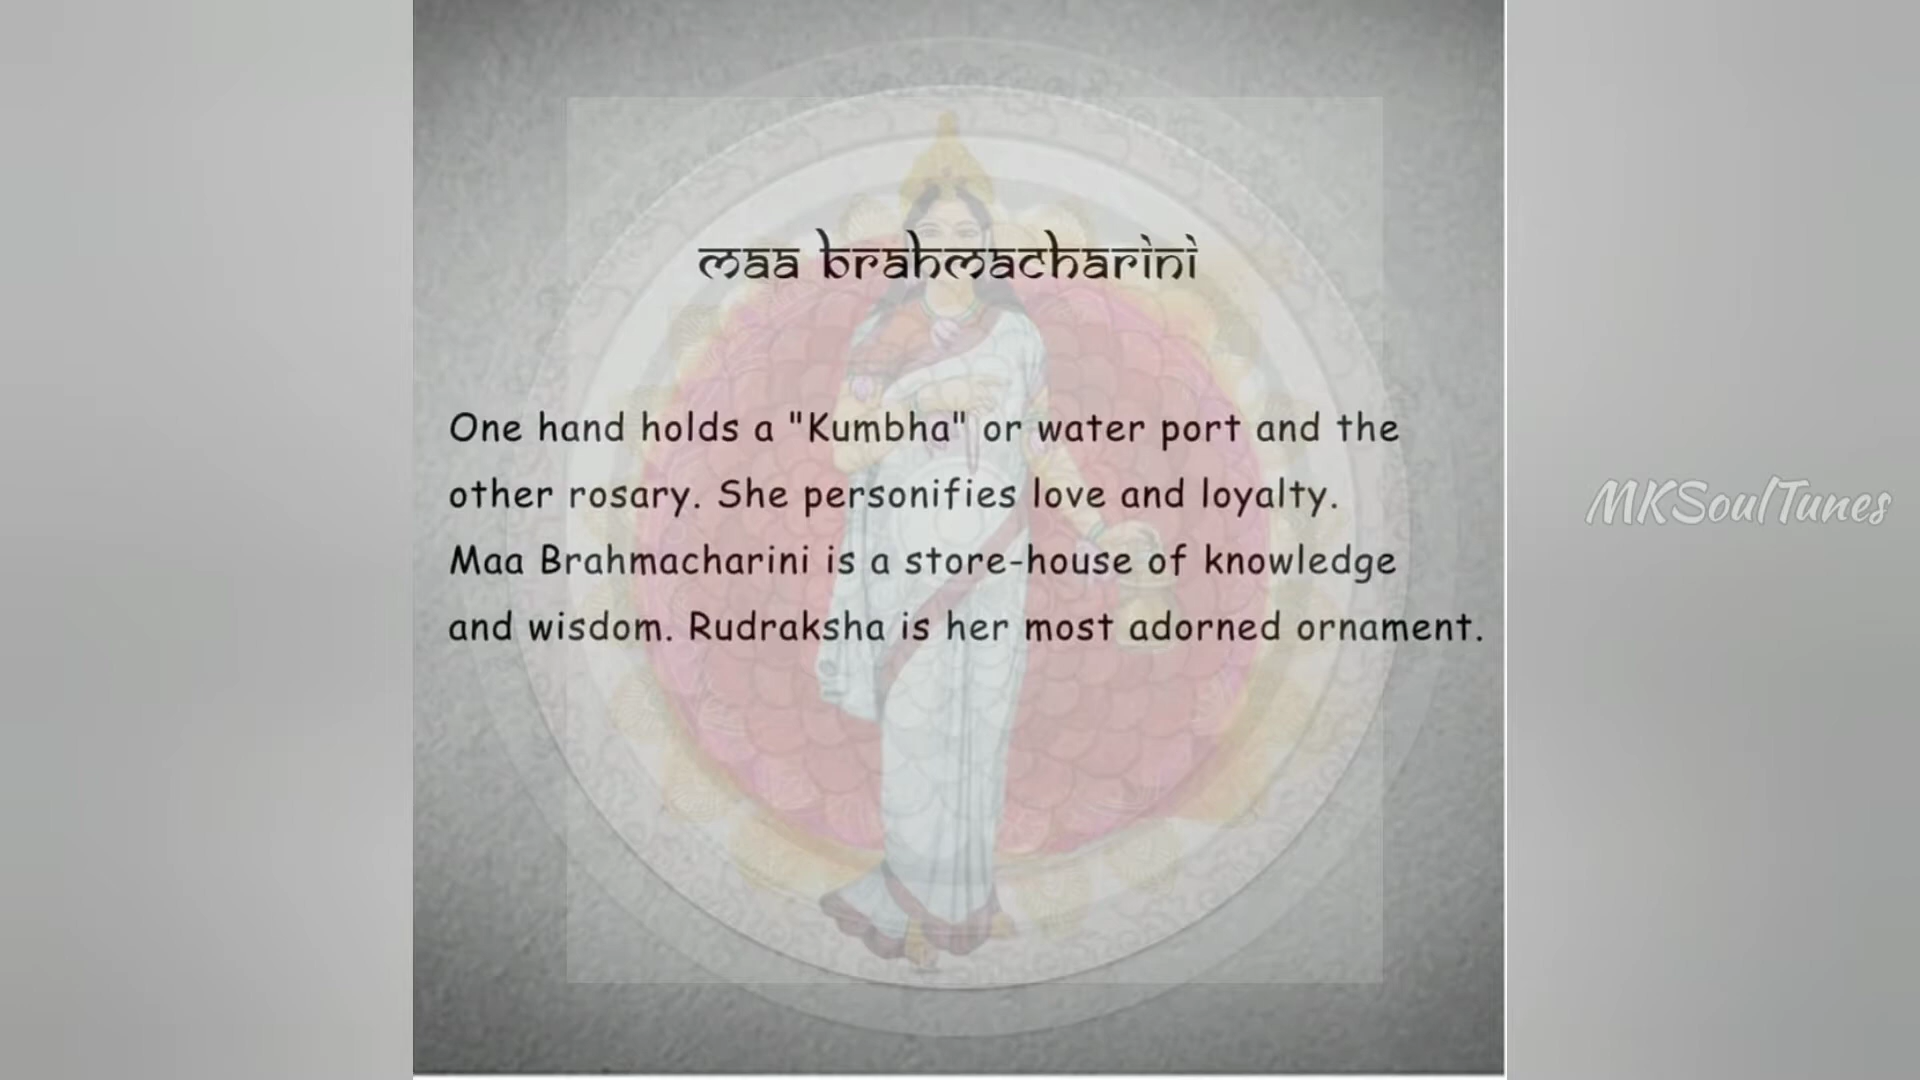 maa brahmacharini
One hand holds a "Kumbha" or water port and the
other rosary. She personifies love and loyalty.
Maa Brahmacharini is a store-house of knowledge
and wisdom. Rudraksha is her most adorned ornament.
MKSoulTunes